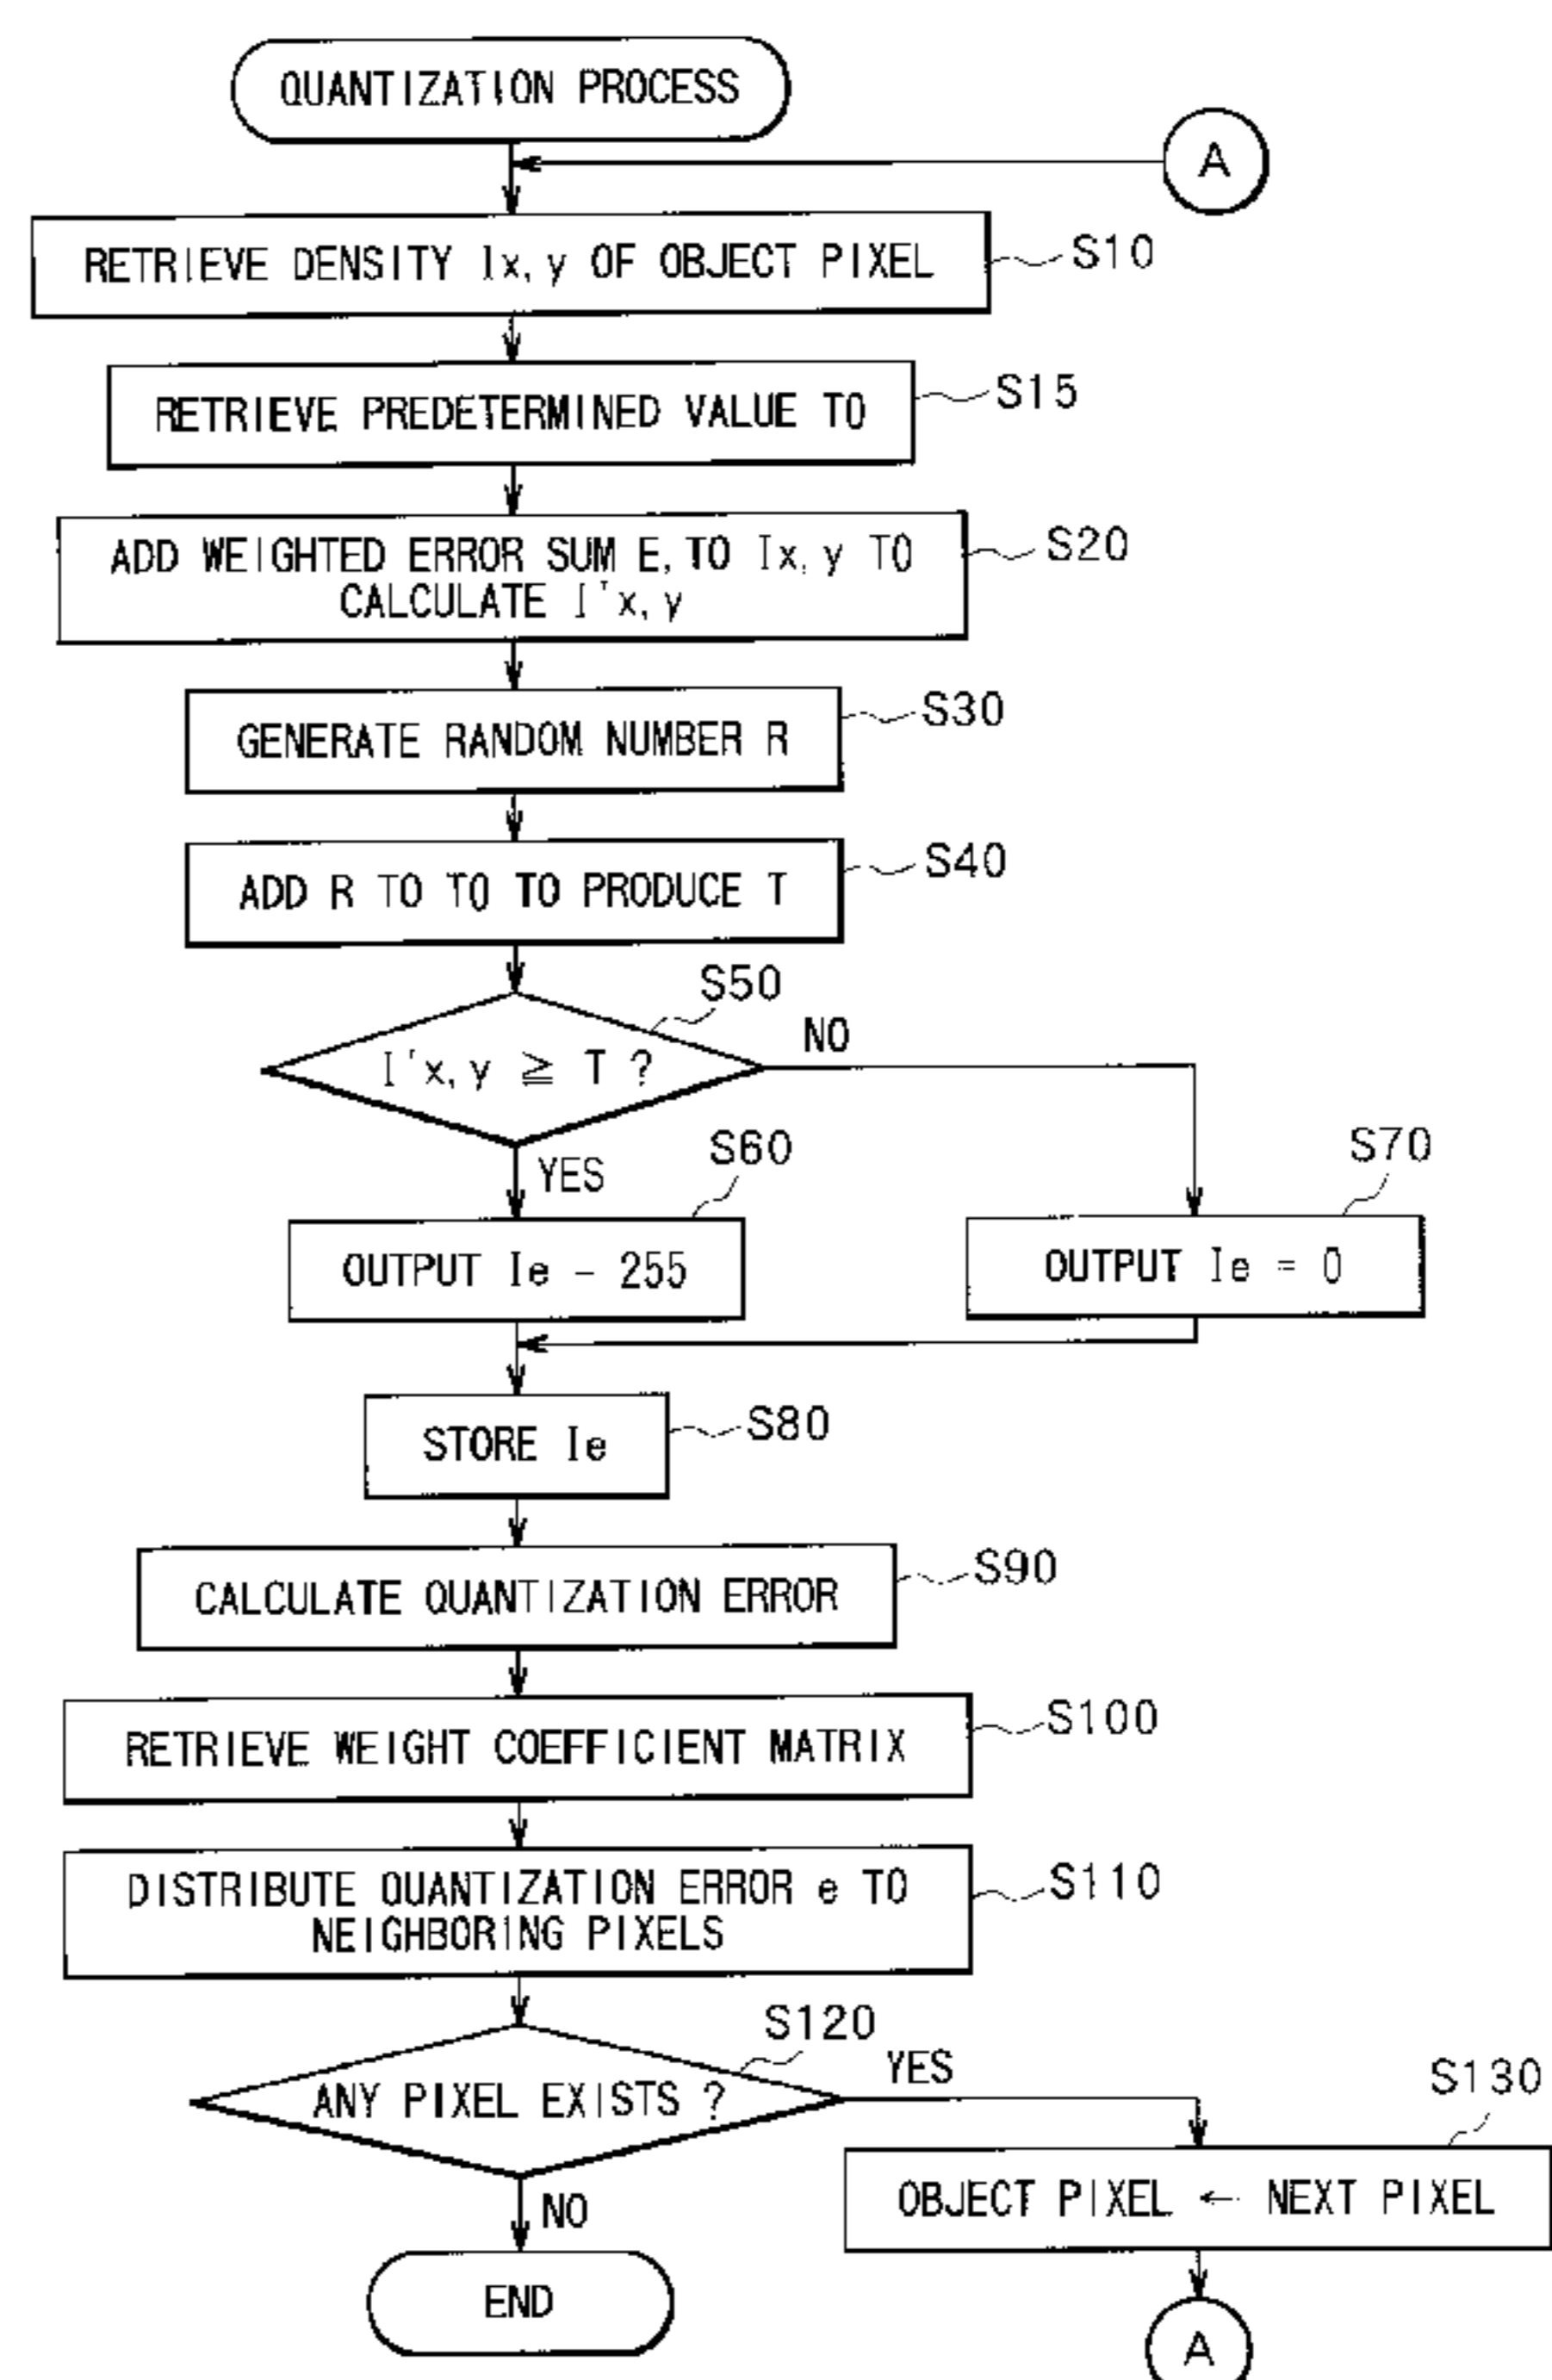 QUANTIZATION PROCESS
A
RETRIEVE DENSITY Ix, y OF OBJECT PIXEL
S10
RETRIEVE PREDETERMINED VALUE T0
S15
ADD WEIGHTED ERROR SUM E, TO Ix, y TO
CALCULATE I'x, y
S20
GENERATE RANDOM NUMBER R
S30
ADD R TO T0 TO PRODUCE T
S40
S50
I'x, y ≧ T ?
NO
YES
S60
S70
OUTPUT Ie - 255
OUTPUT Ie = 0
STORE Ie
S80
CALCULATE QUANTIZATION ERROR
S90
RETRIEVE WEIGHT COEFFICIENT MATRIX
S100
DISTRIBUTE QUANTIZATION ERROR e TO
NEIGHBORING PIXELS
S110
S120
ANY PIXEL EXISTS ?
YES
S130
OBJECT PIXEL ← NEXT PIXEL
NO
END
A